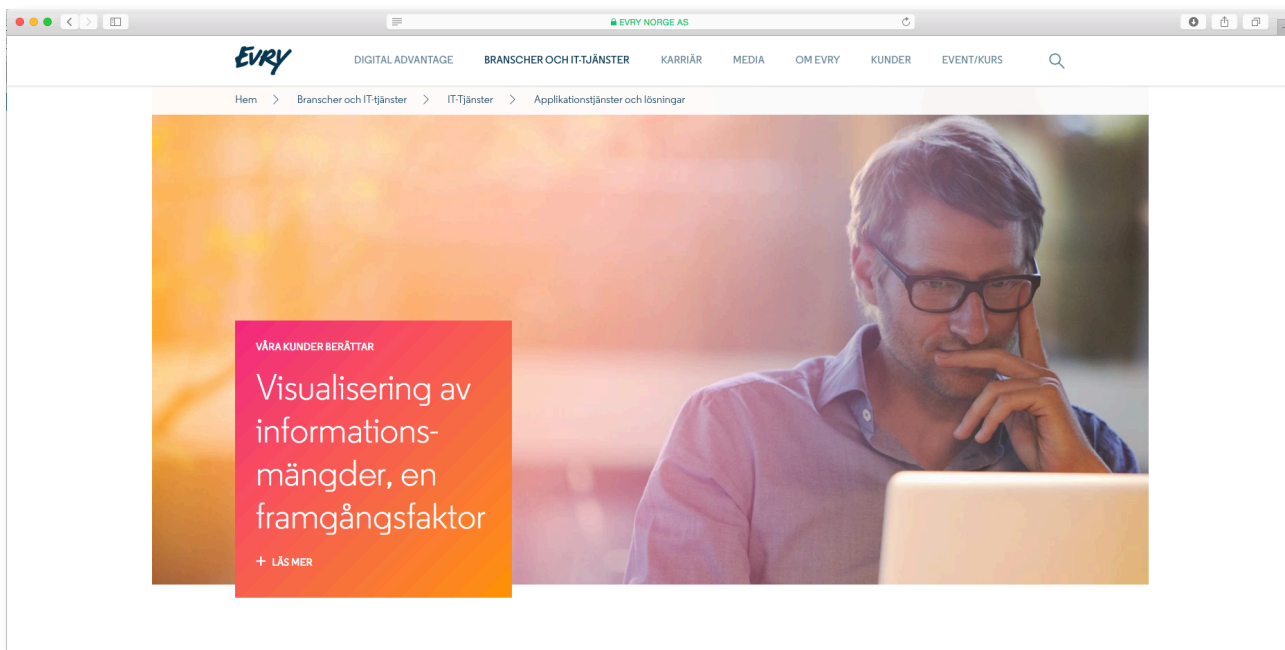 EVRY NORGE AS
EVRY
DIGITAL ADVANTAGE BRANSCHER OCH IT-TJÄNSTER KARRIÄR MEDIA OM EVRY KUNDER EVENT/KURS
Hem > Branscher och IT-tjänster > IT-Tjänster > Applikationstjänster och lösningar
VÅRA KUNDER BERÄTTAR
Visualisering av
informations-
mängder, en
framgångsfaktor
+ LÄS MER